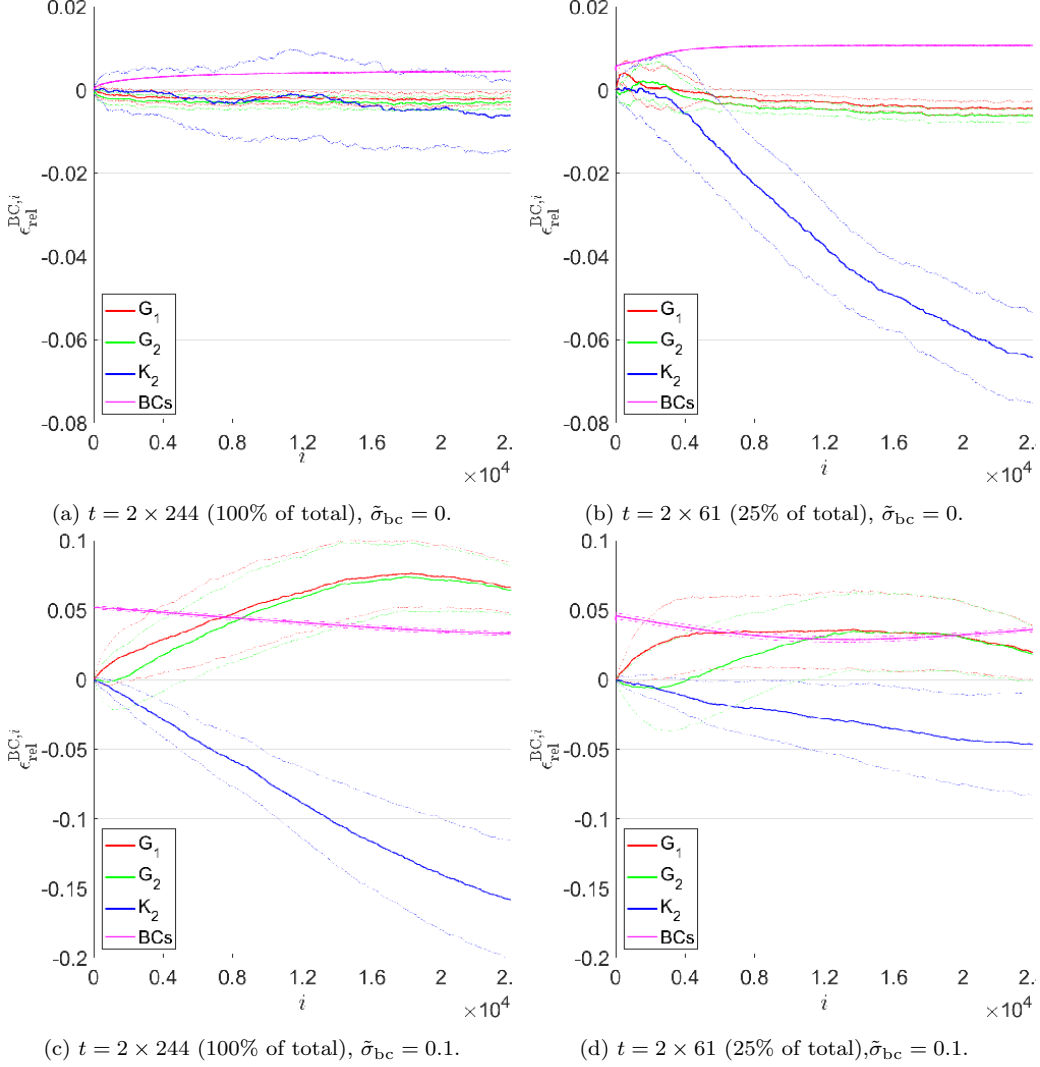 0.02
0
-0.02
-0.04
-0.06
-0.08
ϵ_rel^BC,i
G_1
G_2
K_2
BCs
0 0.4 0.8 1.2 1.6 2 2.
i
×10^4
(a) t = 2 × 244 (100% of total), σ̃_bc = 0.
0.02
0
-0.02
-0.04
-0.06
-0.08
ϵ_rel^BC,i
G_1
G_2
K_2
BCs
0 0.4 0.8 1.2 1.6 2 2.
i
×10^4
(b) t = 2 × 61 (25% of total), σ̃_bc = 0.
0.1
0.05
0
-0.05
-0.1
-0.15
-0.2
ϵ_rel^BC,i
G_1
G_2
K_2
BCs
0 0.4 0.8 1.2 1.6 2 2.
i
×10^4
(c) t = 2 × 244 (100% of total), σ̃_bc = 0.1.
0.1
0.05
0
-0.05
-0.1
-0.15
-0.2
ϵ_rel^BC,i
G_1
G_2
K_2
BCs
0 0.4 0.8 1.2 1.6 2 2.
i
×10^4
(d) t = 2 × 61 (25% of total),σ̃_bc = 0.1.